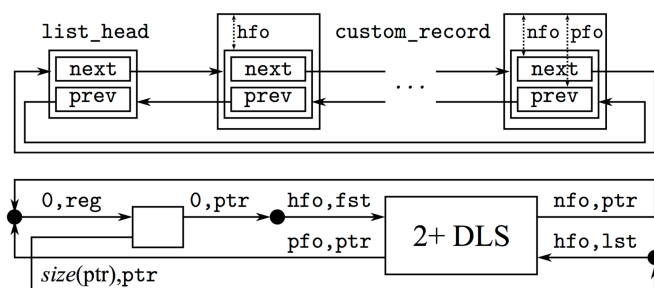 list_head hfo custom_record nfo pfo
next next ... next
prev prev prev
0,reg 0,ptr hfo,fst 2+ DLS nfo,ptr
pfo,ptr hfo,lst
size(ptr),ptr